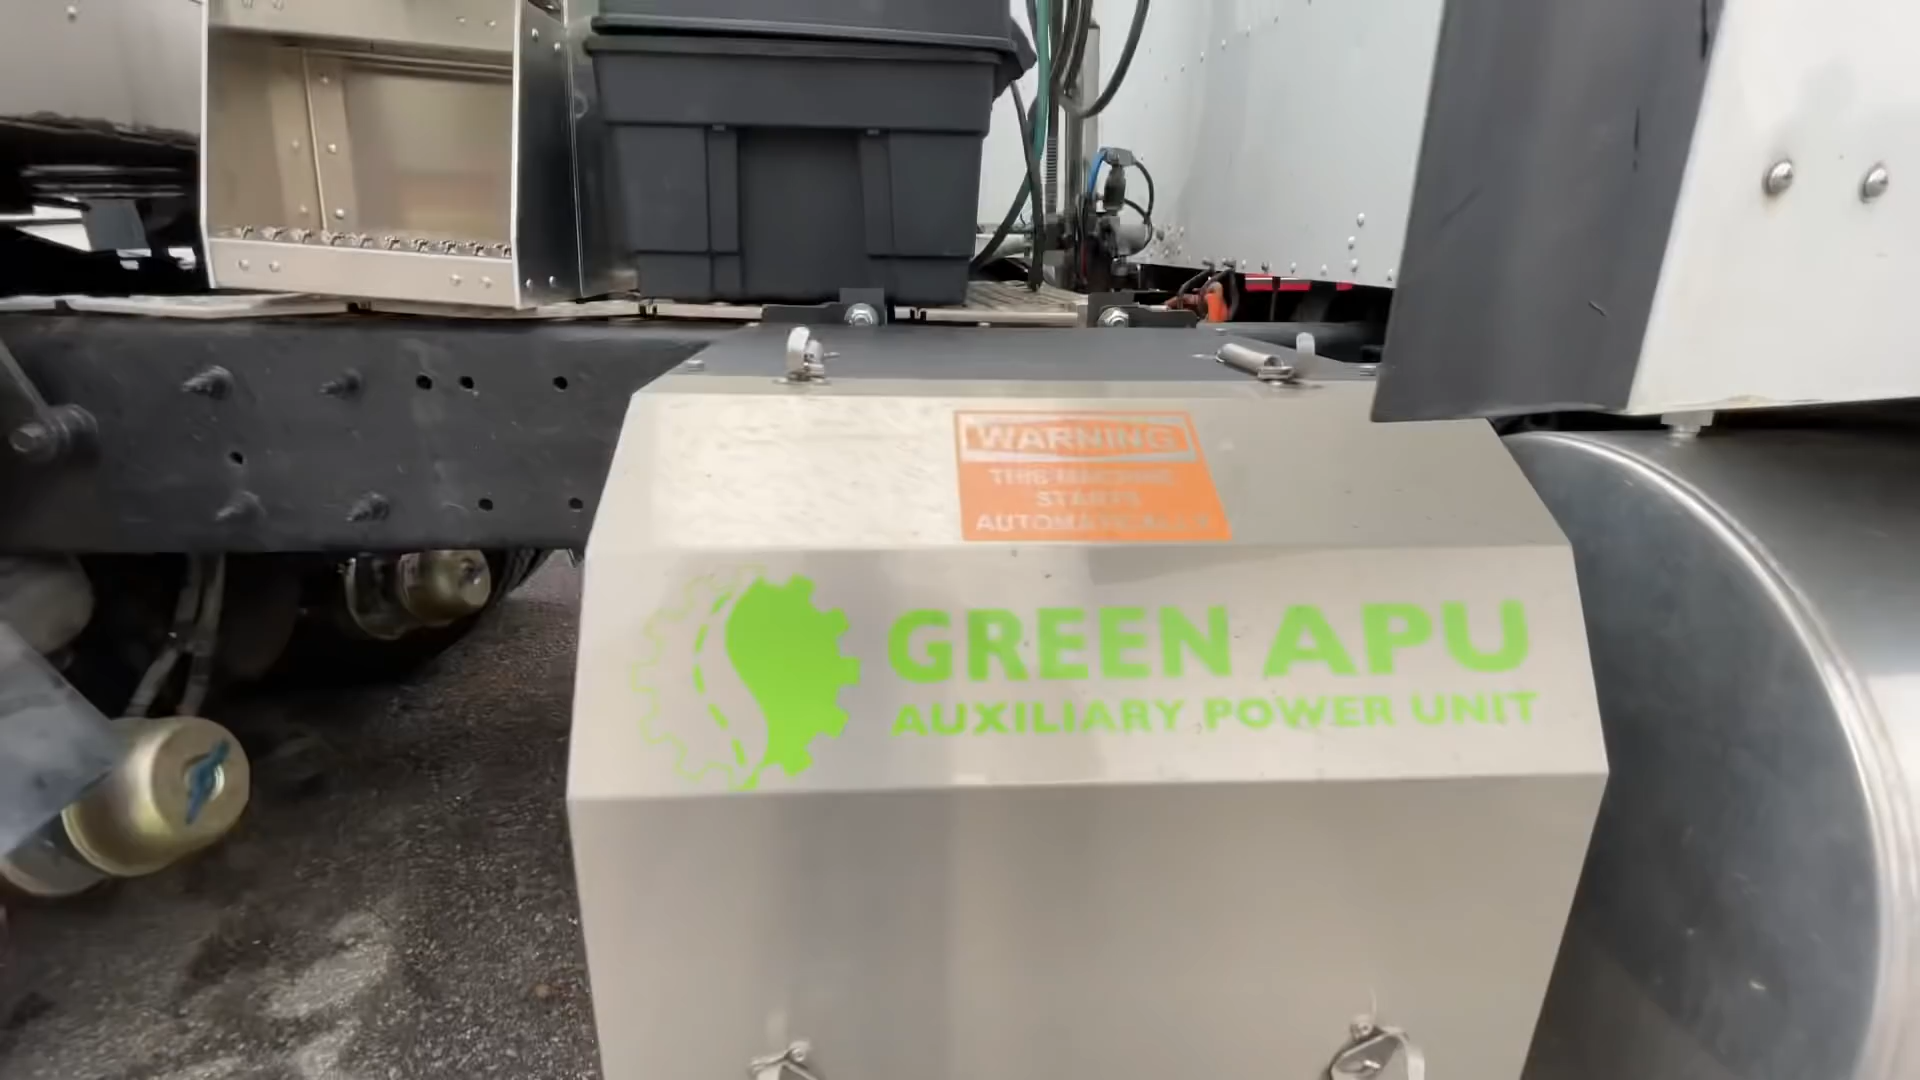 WARNING
THIS MACHINE
STARTS
AUTOMATICALLY
GREEN APU
AUXILIARY POWER UNIT